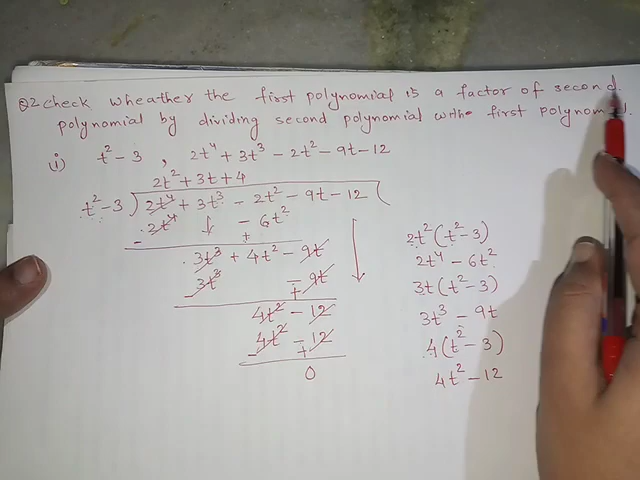 Q2 check wheather the first polynomial is a factor of second
polynomial by dividing second polynomial with first polynomial.
i) t² - 3 , 2t⁴ + 3t³ - 2t² - 9t - 12
2t² + 3t + 4
t² - 3 ) 2t⁴ + 3t³ - 2t² - 9t - 12 (
2t⁴ ↓ - 6t²
- +
3t³ + 4t² - 9t
3t³ - 9t
- +
4t² - 12
4t² - 12
- +
0
2t² (t² - 3)
2t⁴ - 6t²
3t (t² - 3)
3t³ - 9t
4 (t² - 3)
4t² - 12